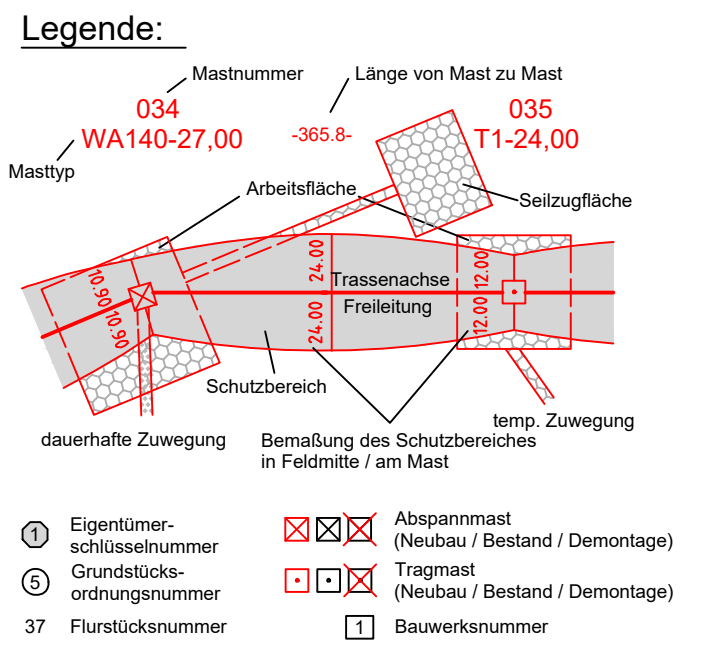 Legende:
Mastnummer
Länge von Mast zu Mast
034
035
WA140-27,00
-365.8-
T1-24,00
Masttyp
Arbeitsfläche
Seilzugfläche
10.90
10.90
24.00
24.00
12.00
12.00
Trassenachse
Freileitung
Schutzbereich
dauerhafte Zuwegung
temp. Zuwegung
Bemaßung des Schutzbereiches
in Feldmitte / am Mast
1
Eigentümer-
schlüsselnummer
Abspannmast
(Neubau / Bestand / Demontage)
5
Grundstücks-
ordnungsnummer
Tragmast
(Neubau / Bestand / Demontage)
37 Flurstücksnummer
1 Bauwerksnummer